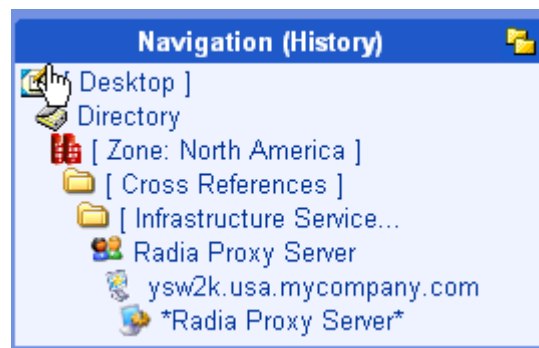 Navigation (History)
[ Desktop ]
Directory
[ Zone: North America ]
[ Cross References ]
[ Infrastructure Service...
Radia Proxy Server
ysw2k.usa.mycompany.com
*Radia Proxy Server*